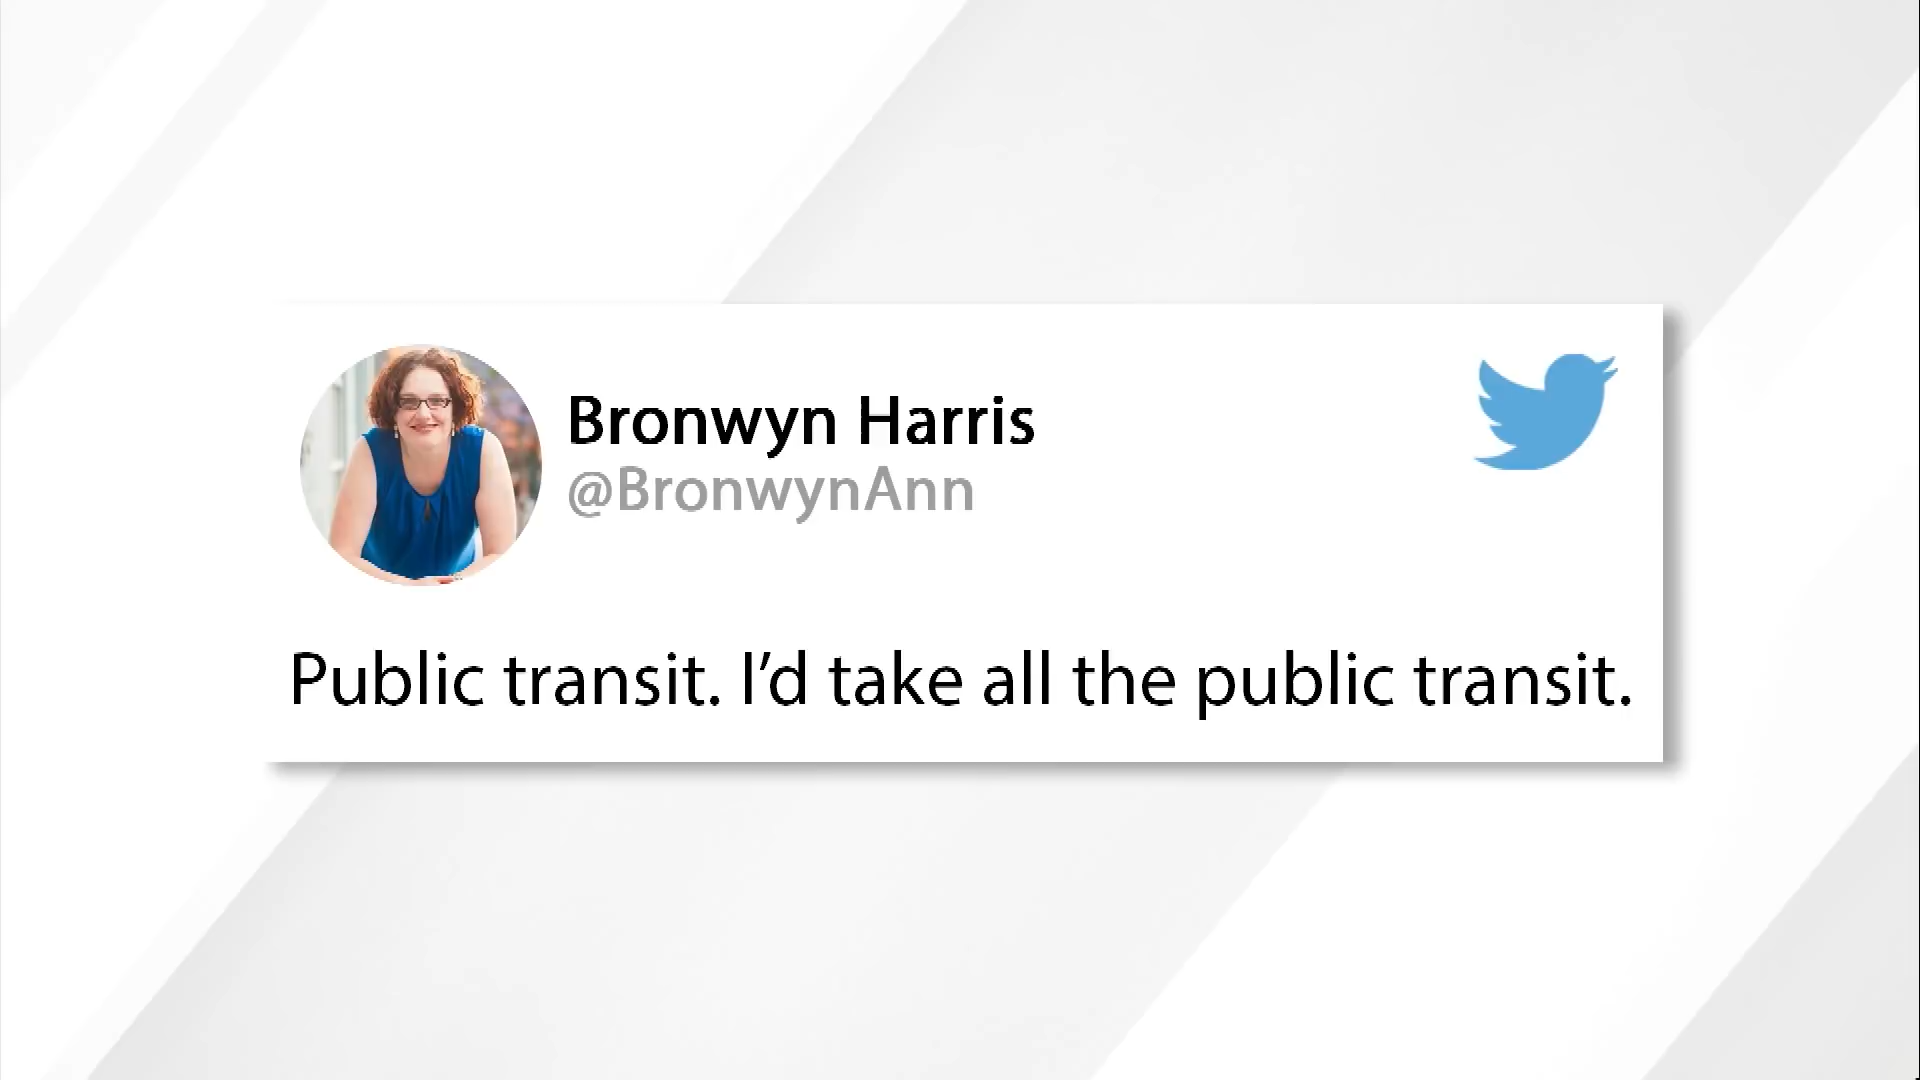 Bronwyn Harris
@BronwynAnn
Public transit. I’d take all the public transit.